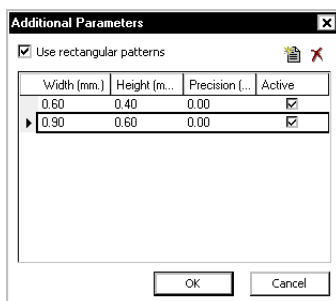 Additional Parameters
Use rectangular patterns
Width (mm.) Height (m... Precision (... Active
0.60 0.40 0.00
0.90 0.60 0.00
OK Cancel